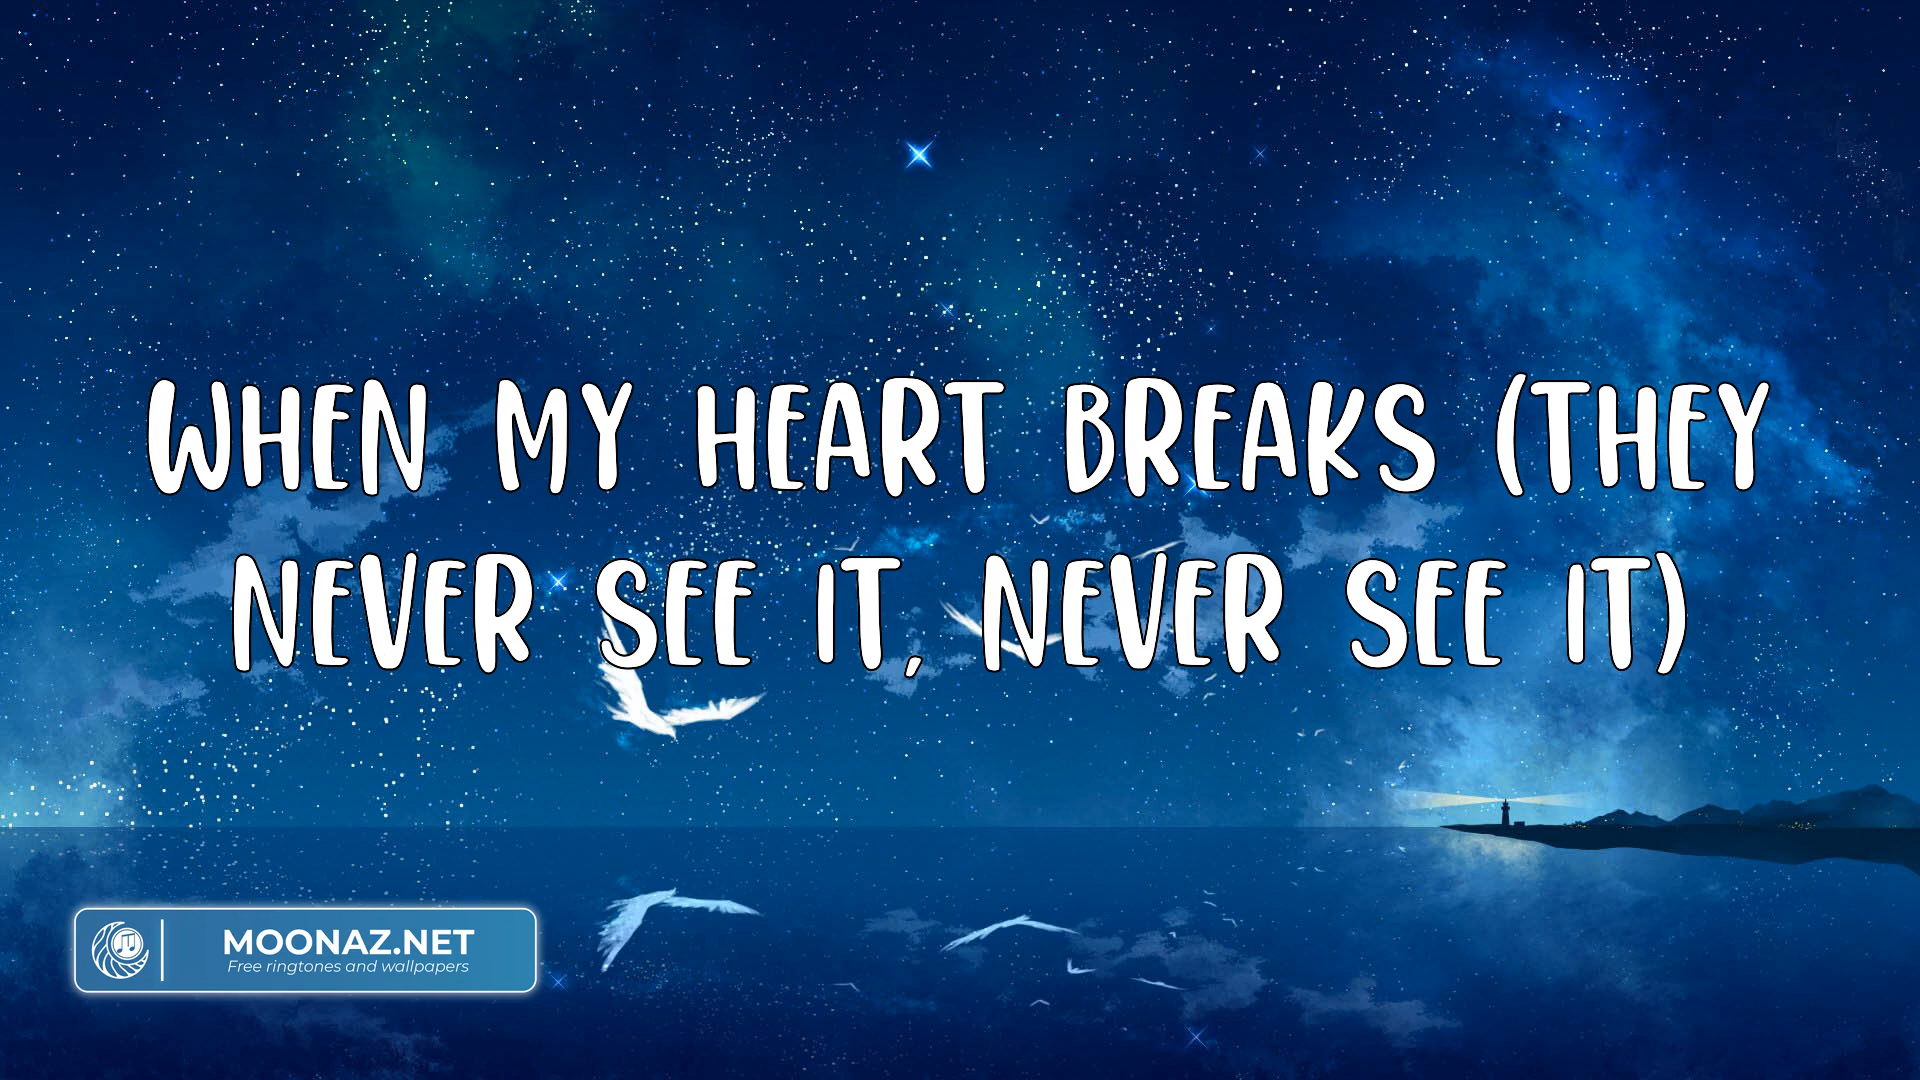 WHEN MY HEART BREAKS (THEY
NEVER SEE IT, NEVER SEE IT)
MOONAZ.NET
Free ringtones and wallpapers